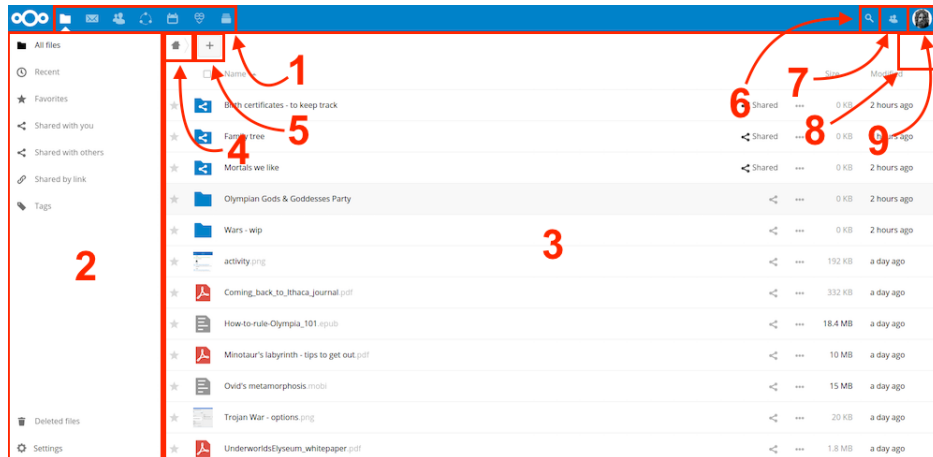 All files
Recent
Favorites
Shared with you
Shared with others
Shared by link
Tags
Deleted files
Settings
1
2
3
4
5
6
7
8
9
Name Size Modified
Birth certificates - to keep track Shared 0 KB 2 hours ago
Family tree Shared 0 KB 2 hours ago
Mortals we like Shared 0 KB 2 hours ago
Olympian Gods & Goddesses Party 0 KB 2 hours ago
Wars - wip 0 KB 2 hours ago
activity.png 192 KB a day ago
Coming_back_to_Ithaca_journal.pdf 332 KB a day ago
How-to-rule-Olympia_101.epub 18.4 MB a day ago
Minotaur's labyrinth - tips to get out.pdf 10 MB a day ago
Ovid's metamorphosis.mobi 15 MB a day ago
Trojan War - options.png 20 KB a day ago
UnderworldsElyseum_whitepaper.pdf 1.8 MB a day ago